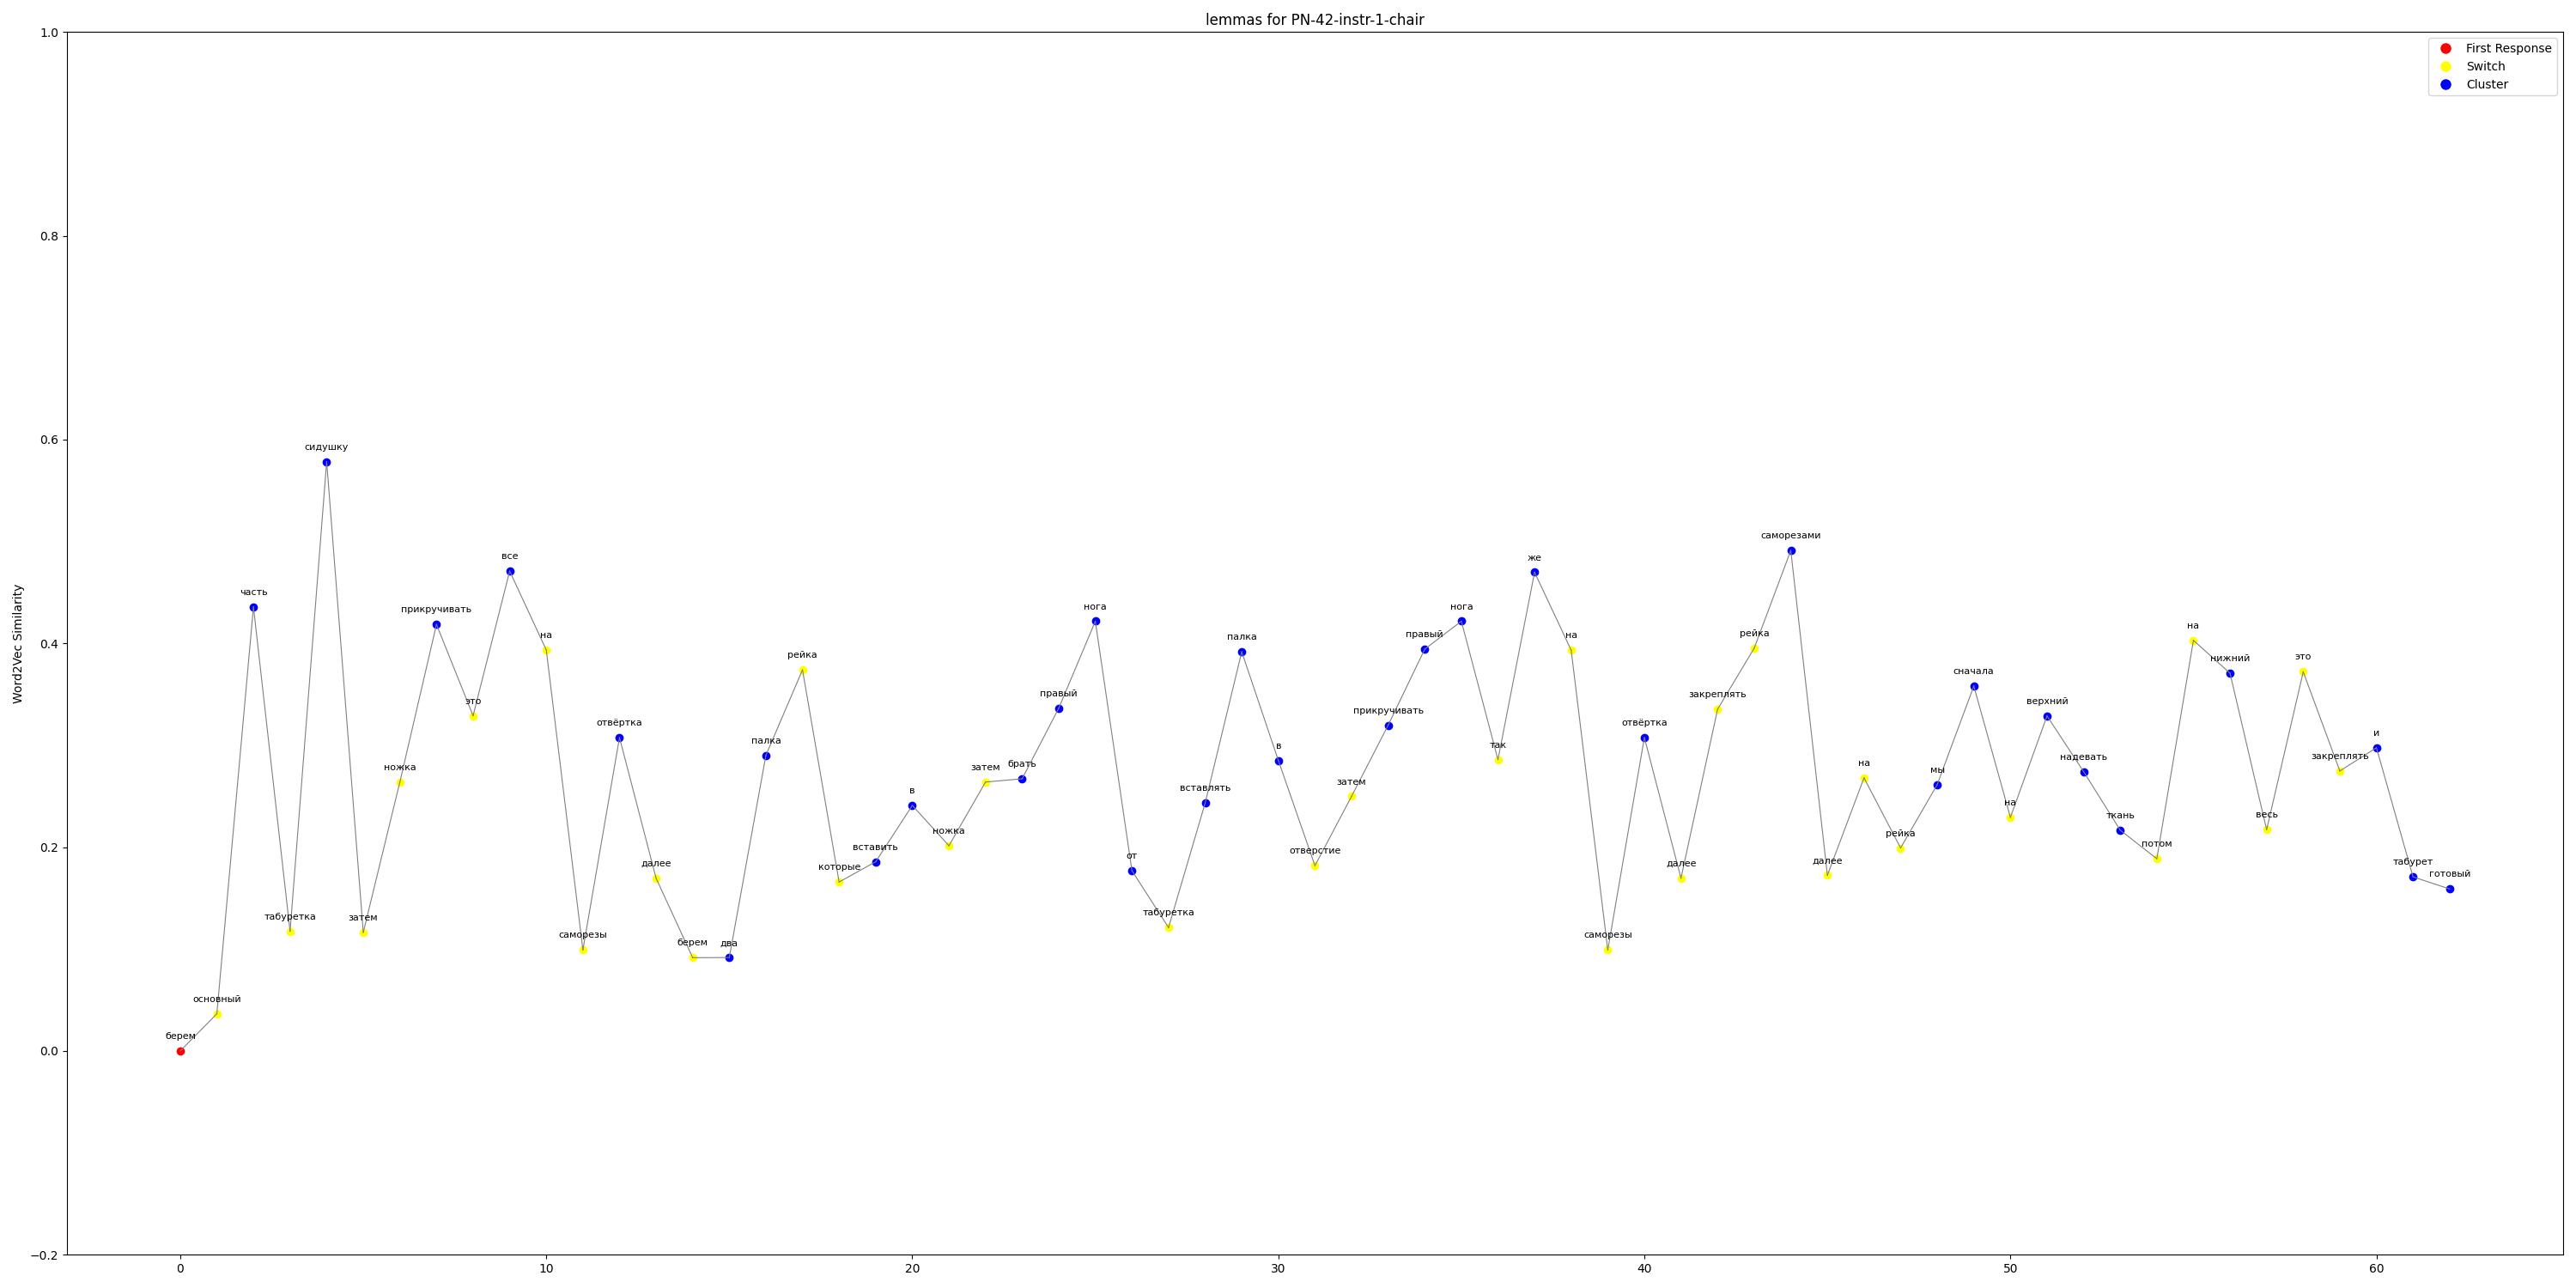 lemmas for PN-42-instr-1-chair
1.0
0.8
0.6
0.4
0.2
0.0
−0.2
Word2Vec Similarity
First Response
Switch
Cluster
берем
основный
часть
табуретка
сидушку
затем
ножка
прикручивать
это
все
на
саморезы
отвёртка
далее
берем
два
палка
рейка
которые
вставить
в
ножка
затем
брать
правый
нога
от
табуретка
вставлять
палка
в
отверстие
затем
прикручивать
правый
нога
так
же
на
саморезы
отвёртка
далее
закреплять
рейка
саморезами
далее
на
рейка
мы
сначала
на
верхний
надевать
ткань
потом
на
нижний
весь
это
закреплять
и
табурет
готовый
0
10
20
30
40
50
60